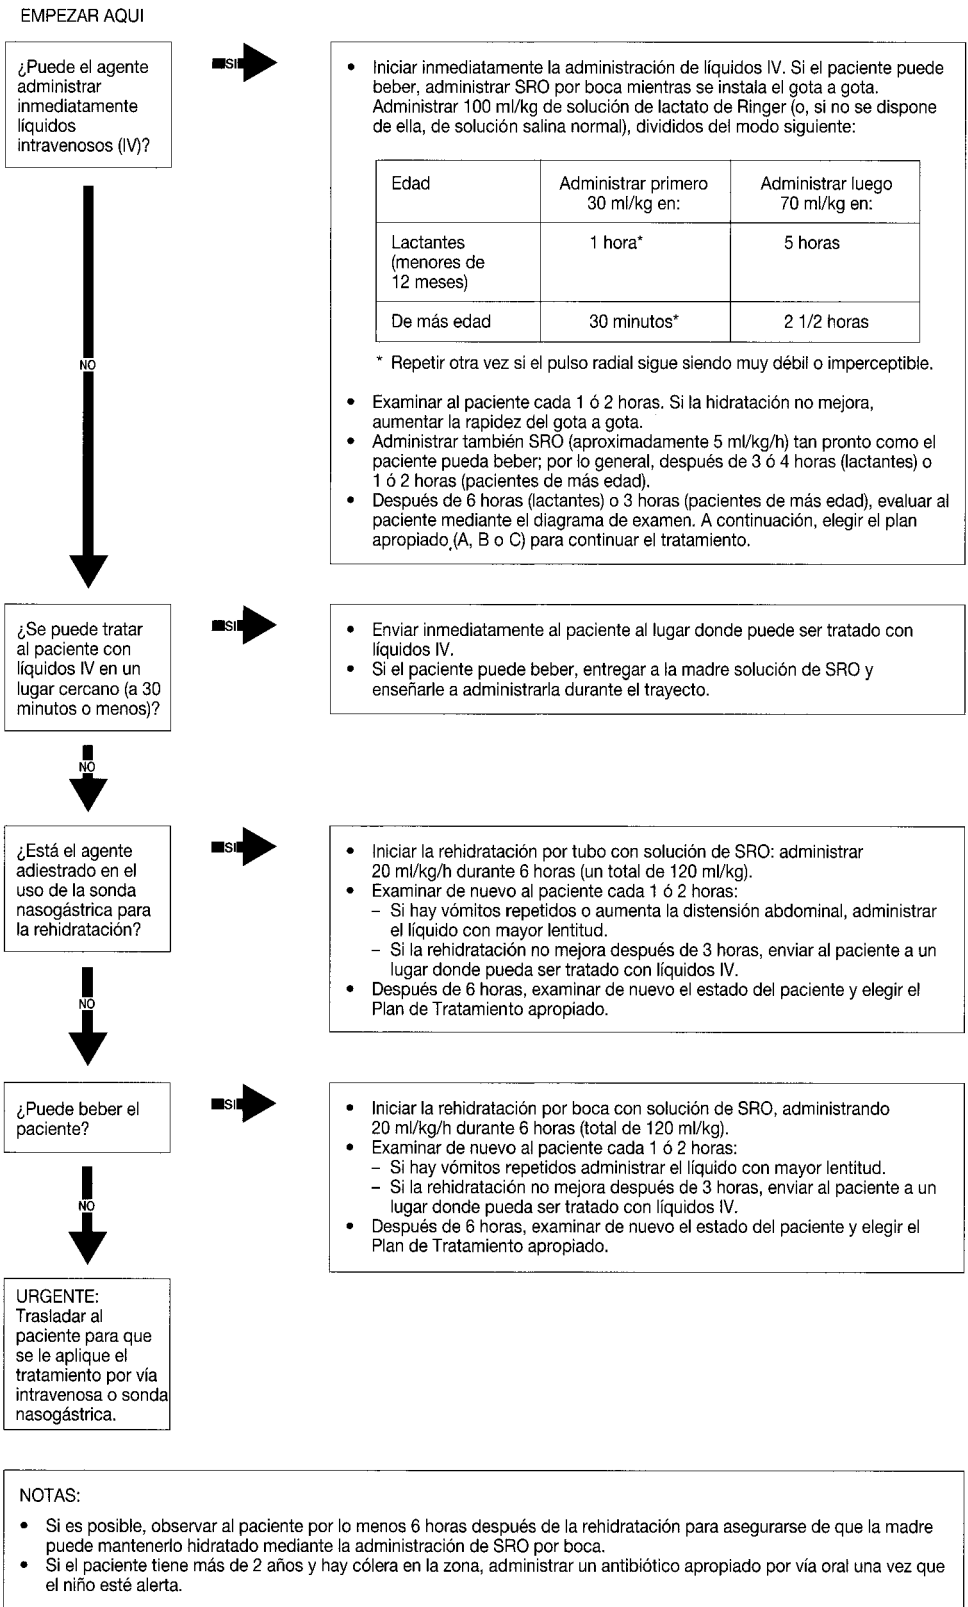 EMPEZAR AQUI
¿Puede el agente
administrar
inmediatamente
líquidos
intravenosos (IV)?
SI
• Iniciar inmediatamente la administración de líquidos IV. Si el paciente puede
beber, administrar SRO por boca mientras se instala el gota a gota.
Administrar 100 ml/kg de solución de lactato de Ringer (o, si no se dispone
de ella, de solución salina normal), divididos del modo siguiente:
Edad
Administrar primero
30 ml/kg en:
Administrar luego
70 ml/kg en:
Lactantes
(menores de
12 meses)
1 hora*
5 horas
De más edad
30 minutos*
2 1/2 horas
* Repetir otra vez si el pulso radial sigue siendo muy débil o imperceptible.
• Examinar al paciente cada 1 ó 2 horas. Si la hidratación no mejora,
aumentar la rapidez del gota a gota.
• Administrar también SRO (aproximadamente 5 ml/kg/h) tan pronto como el
paciente pueda beber; por lo general, después de 3 ó 4 horas (lactantes) o
1 ó 2 horas (pacientes de más edad).
• Después de 6 horas (lactantes) o 3 horas (pacientes de más edad), evaluar al
paciente mediante el diagrama de examen. A continuación, elegir el plan
apropiado (A, B o C) para continuar el tratamiento.
NO
¿Se puede tratar
al paciente con
líquidos IV en un
lugar cercano (a 30
minutos o menos)?
SI
• Enviar inmediatamente al paciente al lugar donde puede ser tratado con
líquidos IV.
• Si el paciente puede beber, entregar a la madre solución de SRO y
enseñarle a administrarla durante el trayecto.
NO
¿Está el agente
adiestrado en el
uso de la sonda
nasogástrica para
la rehidratación?
SI
• Iniciar la rehidratación por tubo con solución de SRO: administrar
20 ml/kg/h durante 6 horas (un total de 120 ml/kg).
• Examinar de nuevo al paciente cada 1 ó 2 horas:
– Si hay vómitos repetidos o aumenta la distensión abdominal, administrar
el líquido con mayor lentitud.
– Si la rehidratación no mejora después de 3 horas, enviar al paciente a un
lugar donde pueda ser tratado con líquidos IV.
• Después de 6 horas, examinar de nuevo el estado del paciente y elegir el
Plan de Tratamiento apropiado.
NO
¿Puede beber el
paciente?
SI
• Iniciar la rehidratación por boca con solución de SRO, administrando
20 ml/kg/h durante 6 horas (total de 120 ml/kg).
• Examinar de nuevo al paciente cada 1 ó 2 horas:
– Si hay vómitos repetidos administrar el líquido con mayor lentitud.
– Si la rehidratación no mejora después de 3 horas, enviar al paciente a un
lugar donde pueda ser tratado con líquidos IV.
• Después de 6 horas, examinar de nuevo el estado del paciente y elegir el
Plan de Tratamiento apropiado.
NO
URGENTE:
Trasladar al
paciente para que
se le aplique el
tratamiento por vía
intravenosa o sonda
nasogástrica.
NOTAS:
• Si es posible, observar al paciente por lo menos 6 horas después de la rehidratación para asegurarse de que la madre
puede mantenerlo hidratado mediante la administración de SRO por boca.
• Si el paciente tiene más de 2 años y hay cólera en la zona, administrar un antibiótico apropiado por vía oral una vez que
el niño esté alerta.